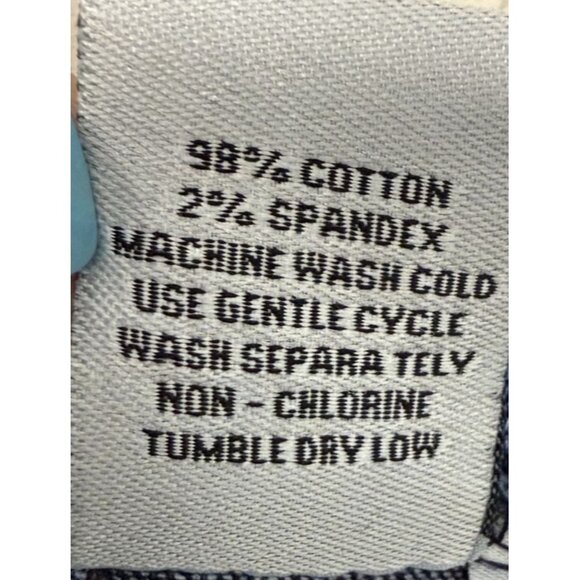 98% COTTON
2% SPANDEX
MACHINE WASH COLD
USE GENTLE CYCLE
WASH SEPARA TELY
NON - CHLORINE
TUMBLE DRY LOW